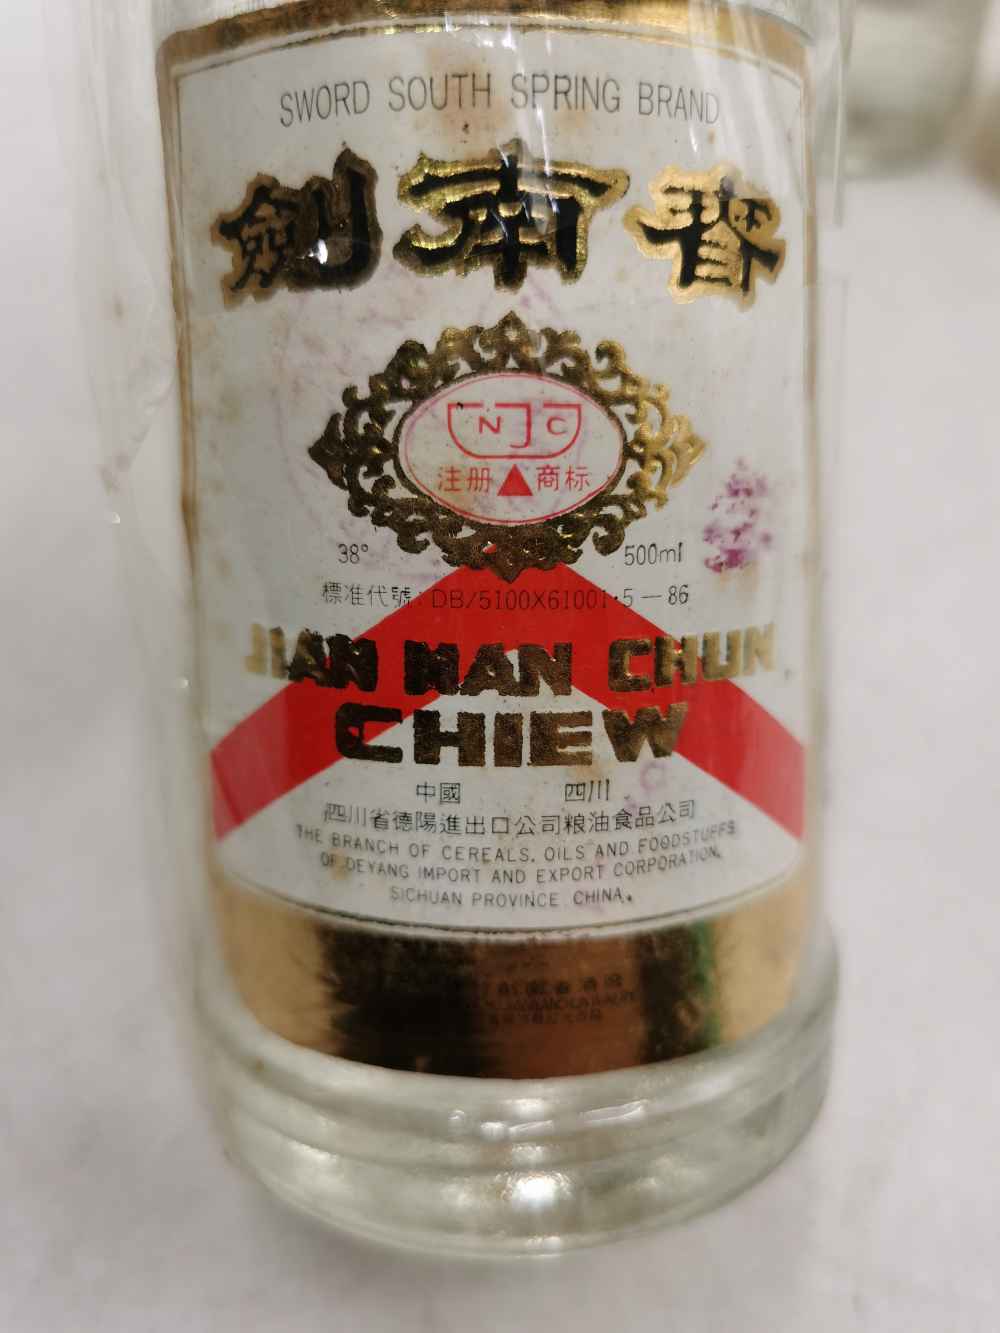 SWORD SOUTH SPRING BRAND
劍南春
NJC
注册▲商标
38° 500ml
標准代號: DB/5100X61001·5—86
JIAN NAN CHUN
CHIEW
中國 四川
四川省德陽進出口公司粮油食品公司
THE BRANCH OF CEREALS, OILS AND FOODSTUFFS
OF DEYANG IMPORT AND EXPORT CORPORATION,
SICHUAN PROVINCE CHINA.